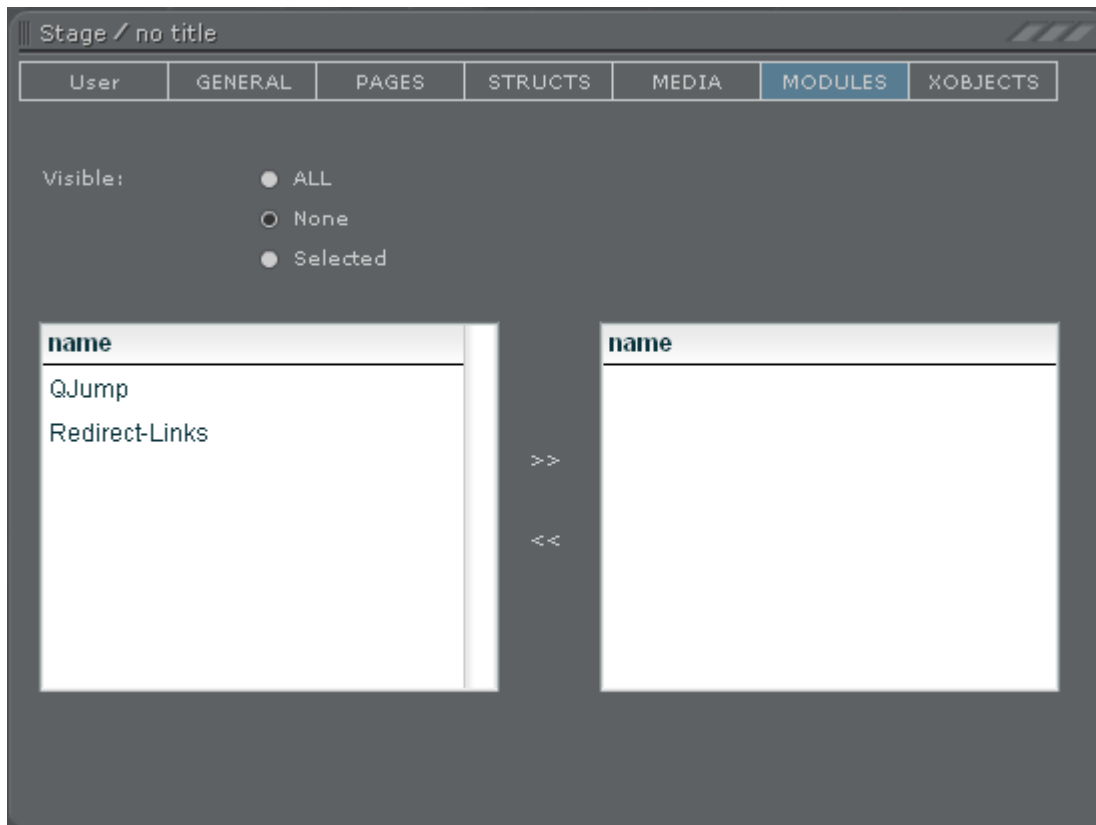 Stage / no title
User GENERAL PAGES STRUCTS MEDIA MODULES XOBJECTS
Visible: ALL
None
Selected
name name
QJump
Redirect-Links
>>
<<